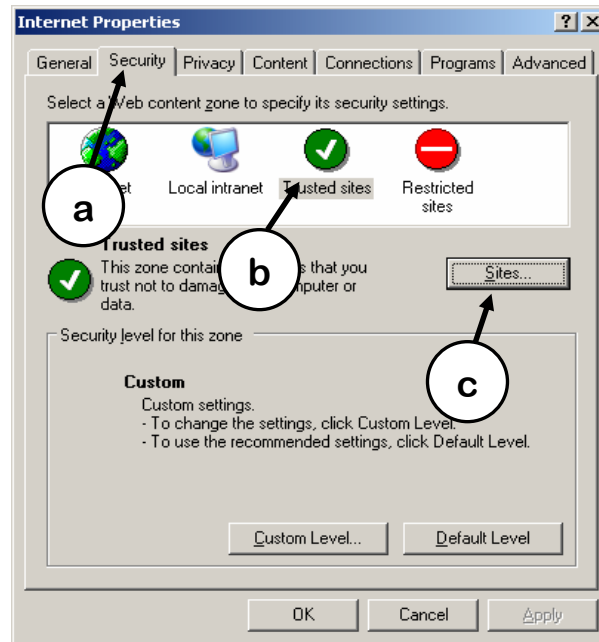 Internet Properties
General Security Privacy Content Connections Programs Advanced
Select a Web content zone to specify its security settings.
Local intranet Trusted sites Restricted sites
a
Trusted sites
b
This zone that you
trust not to or
data.
Sites...
Security level for this zone
c
Custom
Custom settings.
- To change the settings, click Custom Level.
- To use the recommended settings, click Default Level.
Custom Level... Default Level
OK Cancel Apply